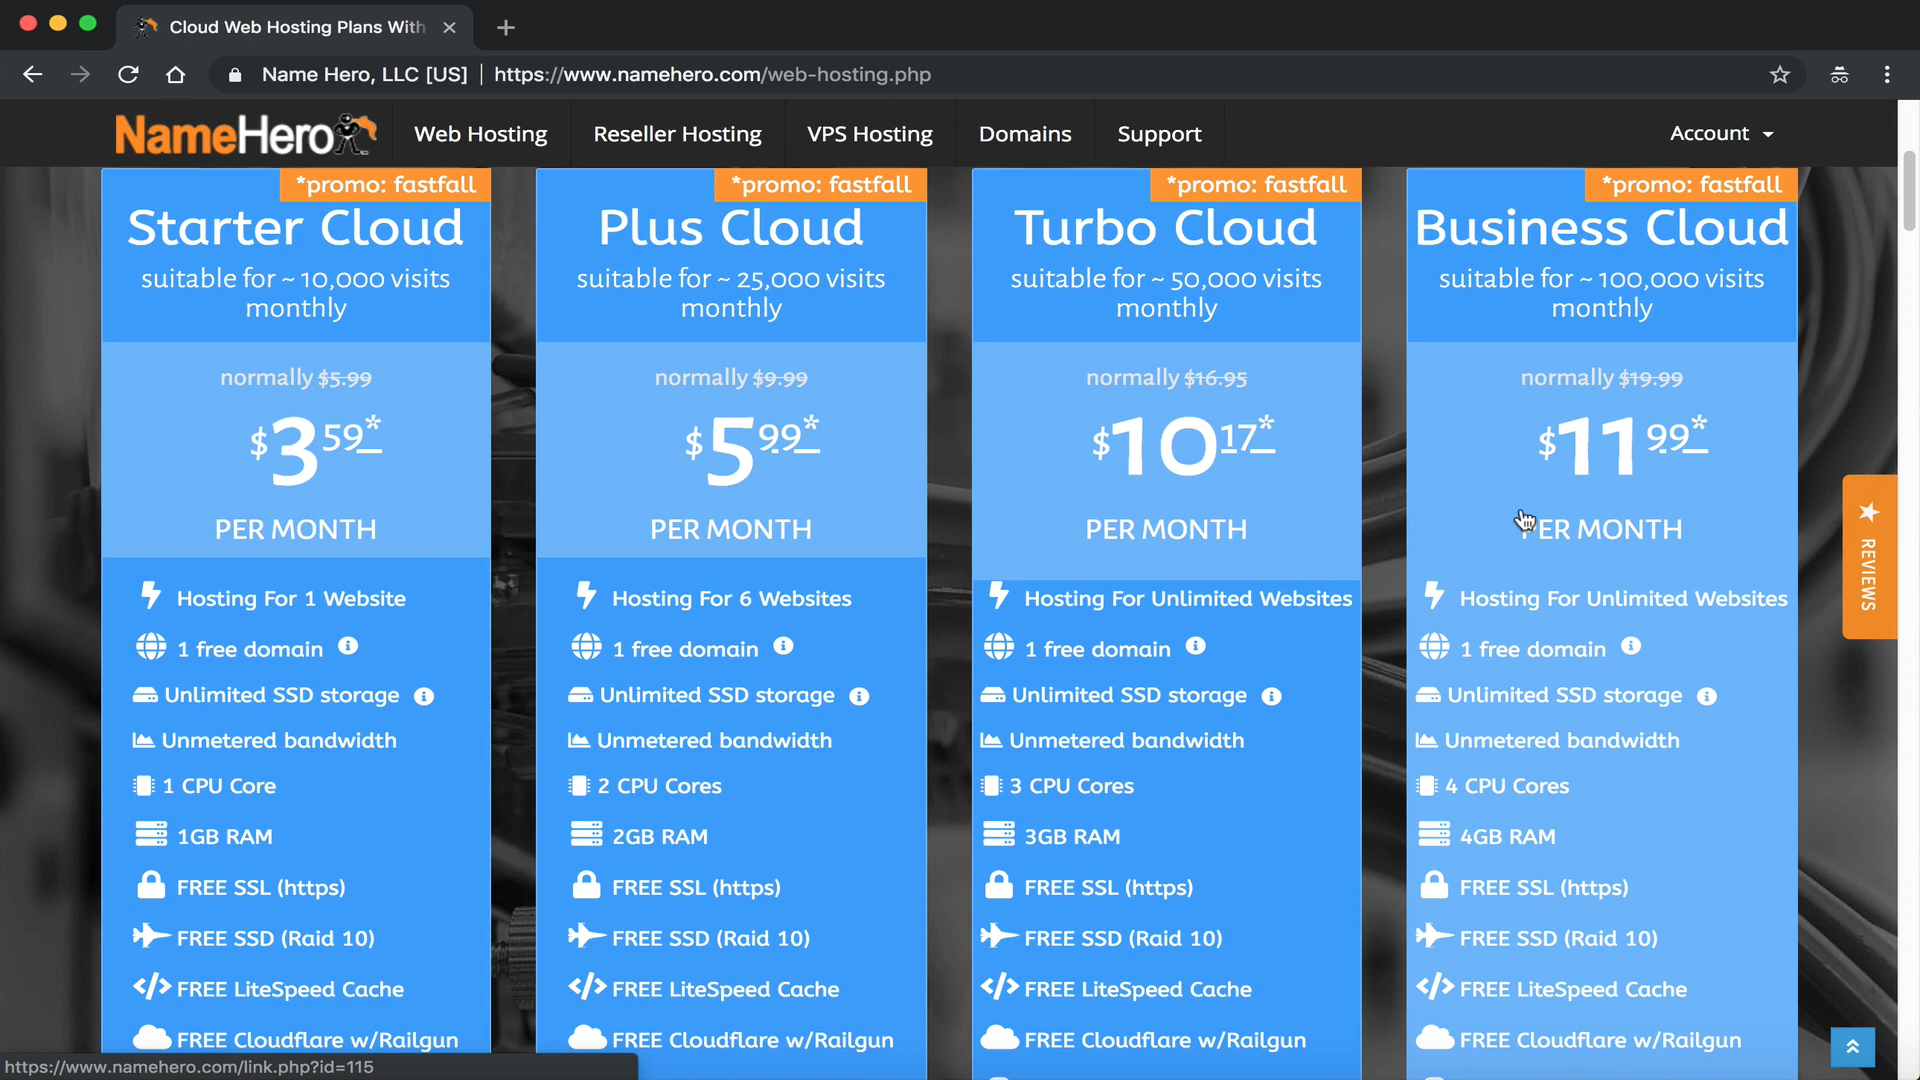 Cloud Web Hosting Plans With
Name Hero, LLC [US] | https://www.namehero.com/web-hosting.php
NameHero
Web Hosting
Reseller Hosting
VPS Hosting
Domains
Support
Account
*promo: fastfall
Starter Cloud
suitable for ~ 10,000 visits
monthly
normally $5.99
$3 59*
PER MONTH
Hosting For 1 Website
1 free domain
Unlimited SSD storage
Unmetered bandwidth
1 CPU Core
1GB RAM
FREE SSL (https)
FREE SSD (Raid 10)
FREE LiteSpeed Cache
FREE Cloudflare w/Railgun
*promo: fastfall
Plus Cloud
suitable for ~ 25,000 visits
monthly
normally $9.99
$5 99*
PER MONTH
Hosting For 6 Websites
1 free domain
Unlimited SSD storage
Unmetered bandwidth
2 CPU Cores
2GB RAM
FREE SSL (https)
FREE SSD (Raid 10)
FREE LiteSpeed Cache
FREE Cloudflare w/Railgun
*promo: fastfall
Turbo Cloud
suitable for ~ 50,000 visits
monthly
normally $16.95
$10 17*
PER MONTH
Hosting For Unlimited Websites
1 free domain
Unlimited SSD storage
Unmetered bandwidth
3 CPU Cores
3GB RAM
FREE SSL (https)
FREE SSD (Raid 10)
FREE LiteSpeed Cache
FREE Cloudflare w/Railgun
*promo: fastfall
Business Cloud
suitable for ~ 100,000 visits
monthly
normally $19.99
$11 99*
PER MONTH
Hosting For Unlimited Websites
1 free domain
Unlimited SSD storage
Unmetered bandwidth
4 CPU Cores
4GB RAM
FREE SSL (https)
FREE SSD (Raid 10)
FREE LiteSpeed Cache
FREE Cloudflare w/Railgun
★ REVIEWS
https://www.namehero.com/link.php?id=115